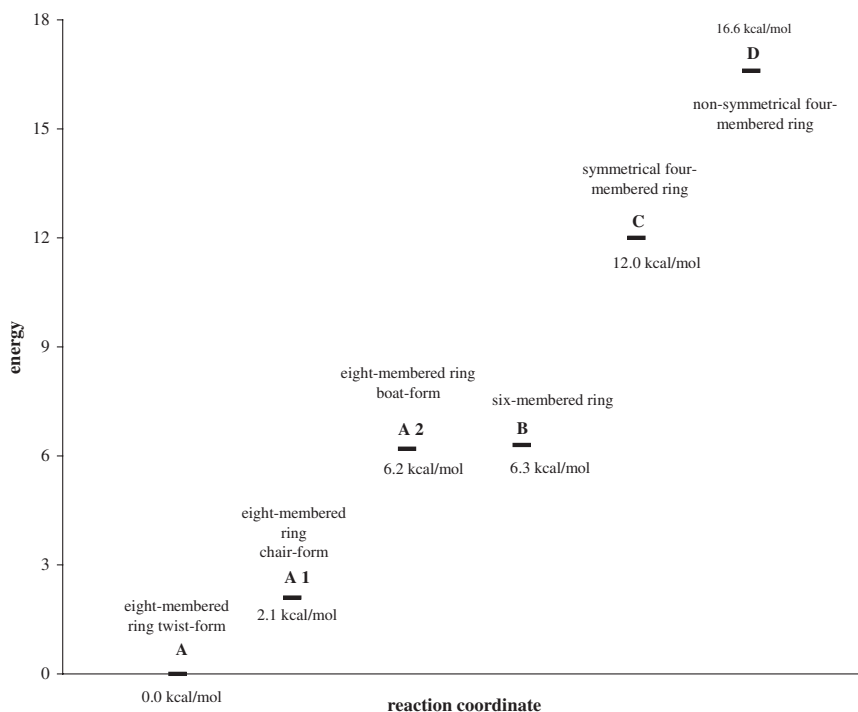 18
16.6 kcal/mol
D
non-symmetrical four-
membered ring
15
symmetrical four-
membered ring
C
12.0 kcal/mol
12
9
energy
eight-membered ring
boat-form
A 2
6.2 kcal/mol
six-membered ring
B
6.3 kcal/mol
6
eight-membered
ring
chair-form
A 1
2.1 kcal/mol
3
eight-membered
ring twist-form
A
0
0.0 kcal/mol
reaction coordinate